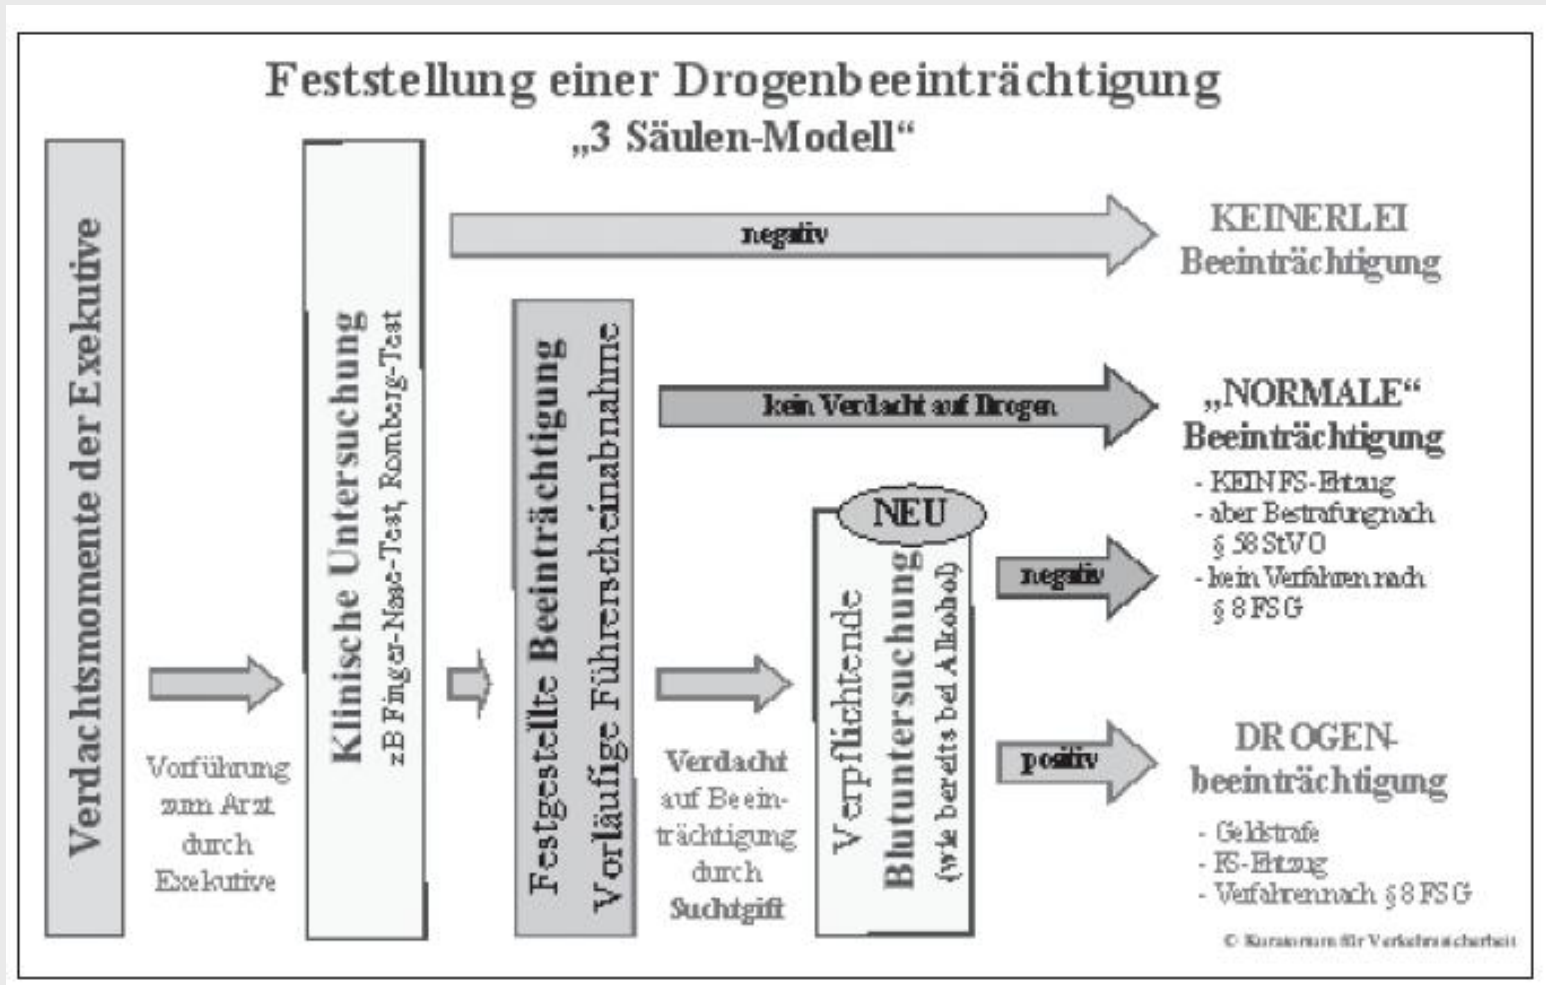 Feststellung einer Drogenbeeinträchtigung
„3 Säulen-Modell“
Verdachtsmomente der Exekutive
Vorführung
zum Arzt
durch
Exekutive
Klinische Untersuchung
zB Finger-Nase-Test, Romberg-Test
negativ
KEINERLEI
Beeinträchtigung
Festgestellte Beeinträchtigung
Vorläufige Führerscheinabnahme
kein Verdacht auf Drogen
„NORMALE“
Beeinträchtigung
- KEIN FS-Entzug
- aber Bestrafung nach
§ 58 StVO
- kein Verfahren nach
§ 8 FSG
Verdacht
auf Beein-
trächtigung
durch
Suchtgift
NEU
Verpflichtende
Blutuntersuchung
(wie bereits bei Alkohol)
negativ
positiv
DROGEN-
beeinträchtigung
- Geldstrafe
- FS-Entzug
- Verfahren nach § 8 FSG
© Kuratorium für Verkehrssicherheit